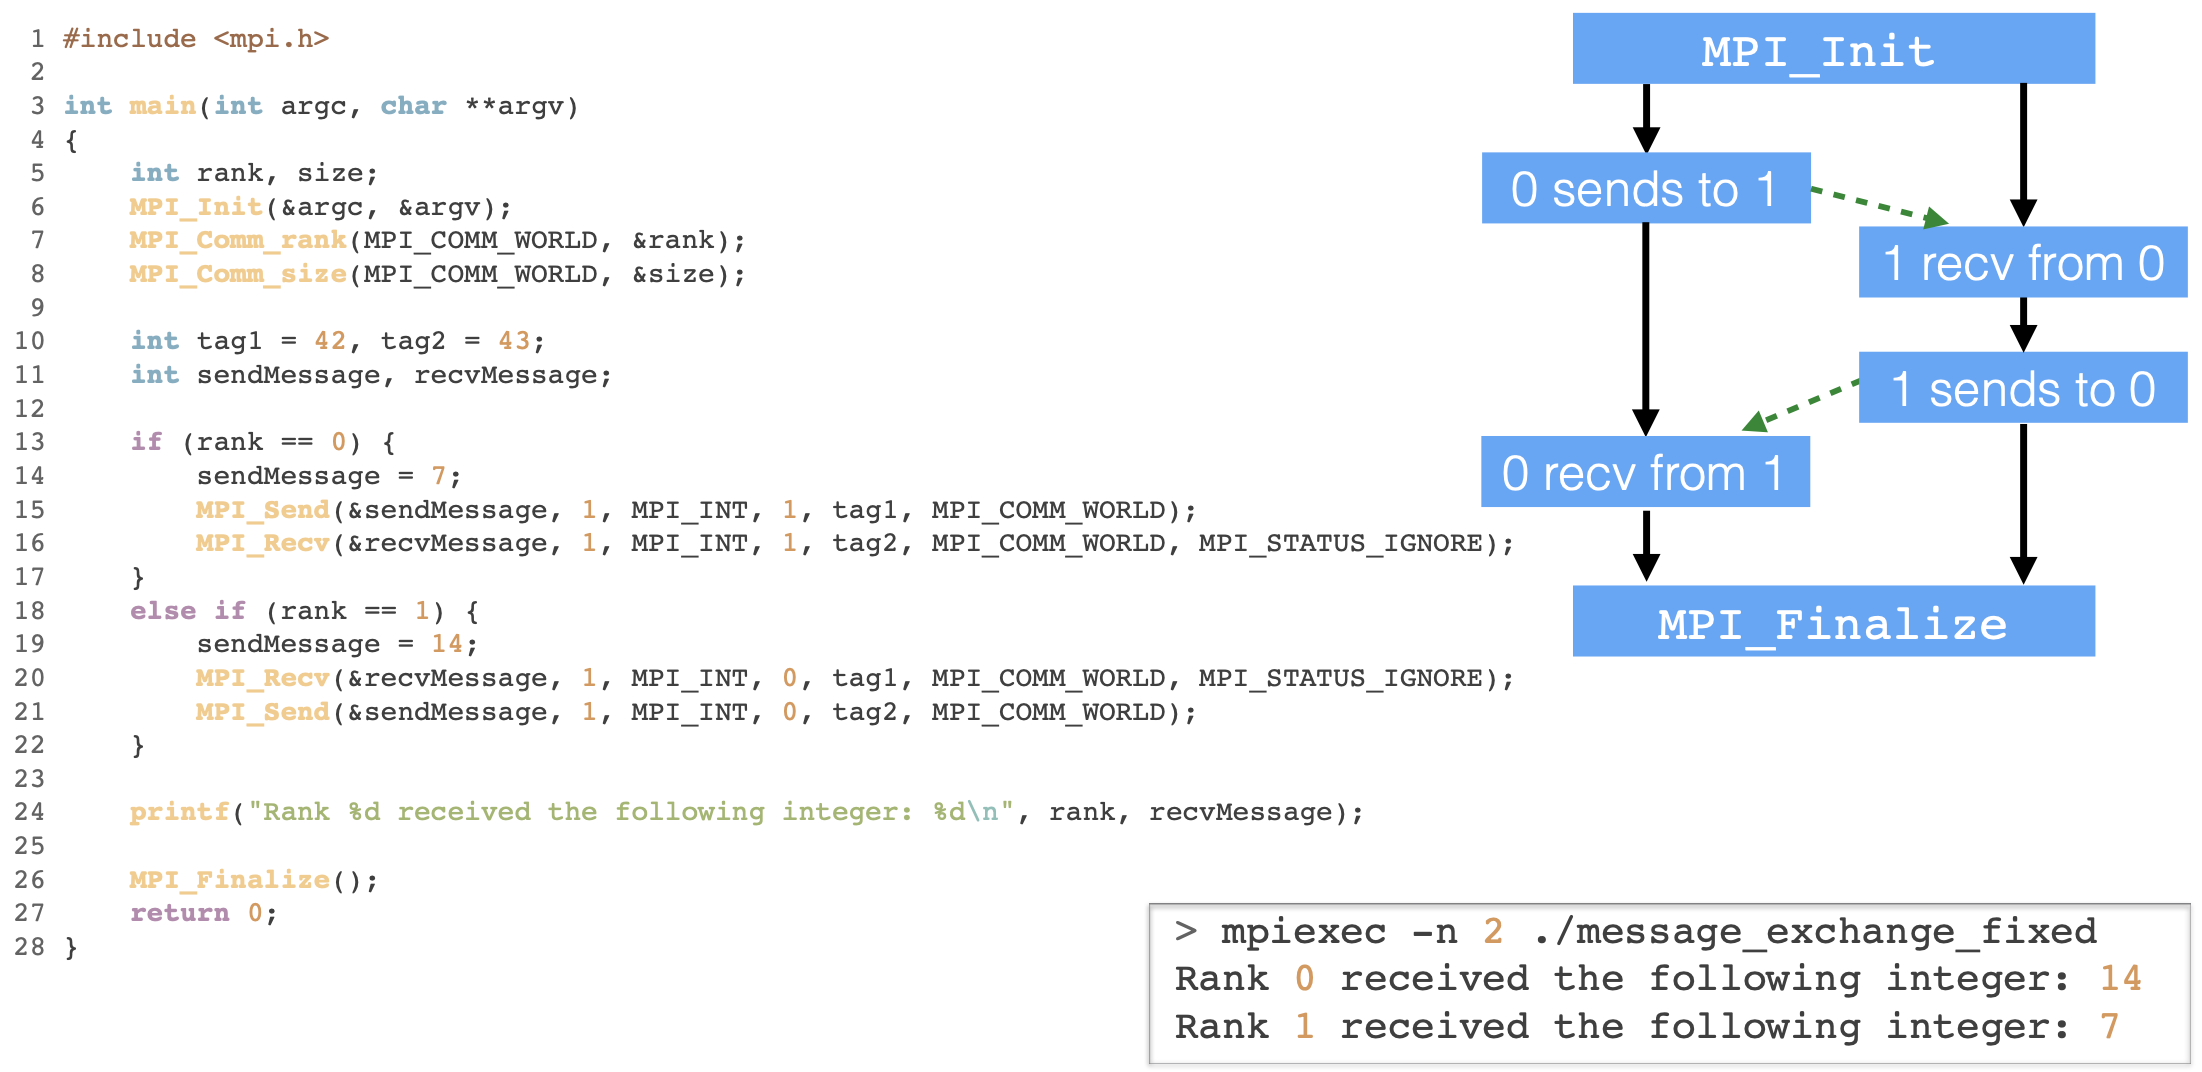 1 #include <mpi.h>
2
3 int main(int argc, char **argv)
4 {
5     int rank, size;
6     MPI_Init(&argc, &argv);
7     MPI_Comm_rank(MPI_COMM_WORLD, &rank);
8     MPI_Comm_size(MPI_COMM_WORLD, &size);
9
10     int tag1 = 42, tag2 = 43;
11     int sendMessage, recvMessage;
12
13     if (rank == 0) {
14         sendMessage = 7;
15         MPI_Send(&sendMessage, 1, MPI_INT, 1, tag1, MPI_COMM_WORLD);
16         MPI_Recv(&recvMessage, 1, MPI_INT, 1, tag2, MPI_COMM_WORLD, MPI_STATUS_IGNORE);
17     }
18     else if (rank == 1) {
19         sendMessage = 14;
20         MPI_Recv(&recvMessage, 1, MPI_INT, 0, tag1, MPI_COMM_WORLD, MPI_STATUS_IGNORE);
21         MPI_Send(&sendMessage, 1, MPI_INT, 0, tag2, MPI_COMM_WORLD);
22     }
23
24     printf("Rank %d received the following integer: %d\n", rank, recvMessage);
25
26     MPI_Finalize();
27     return 0;
28 }
MPI_Init
0 sends to 1
1 recv from 0
1 sends to 0
0 recv from 1
MPI_Finalize
> mpiexec -n 2 ./message_exchange_fixed
Rank 0 received the following integer: 14
Rank 1 received the following integer: 7